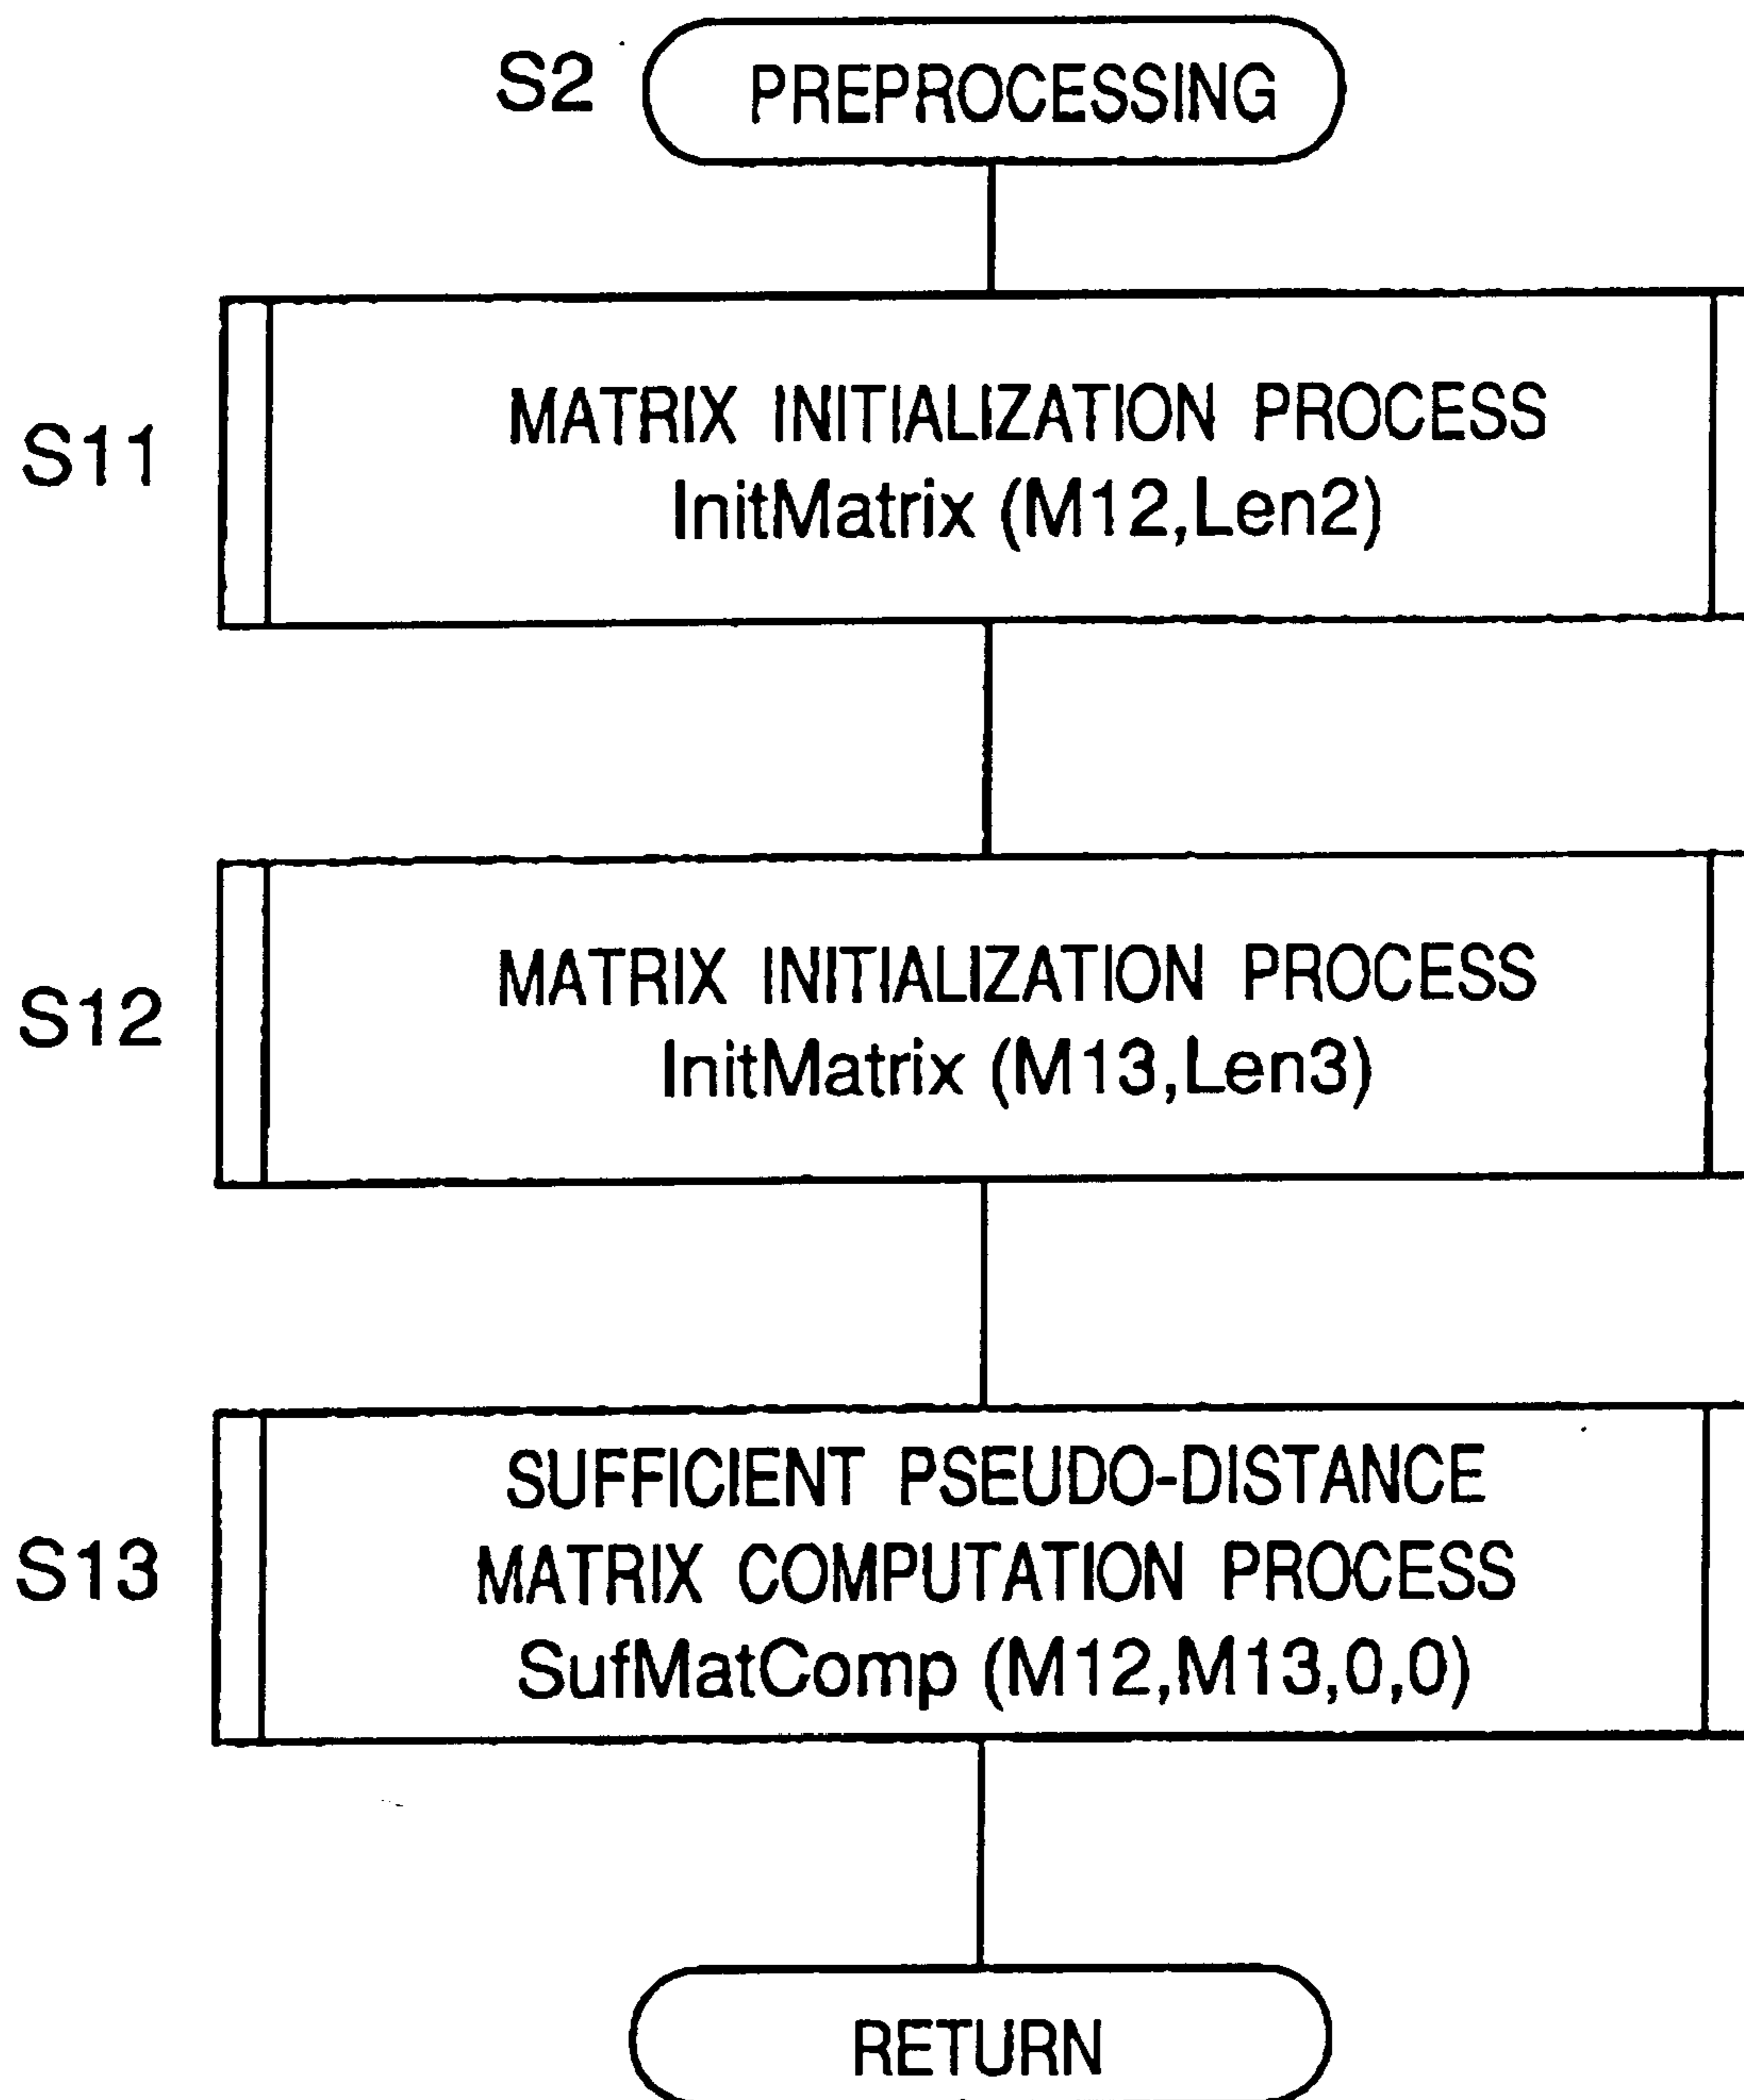 S2 PREPROCESSING
S11
MATRIX INITIALIZATION PROCESS
InitMatrix (M12,Len2)
S12
MATRIX INITIALIZATION PROCESS
InitMatrix (M13,Len3)
SUFFICIENT PSEUDO-DISTANCE
S13 MATRIX COMPUTATION PROCESS
SufMatComp (M12,M13,0,0)
RETURN